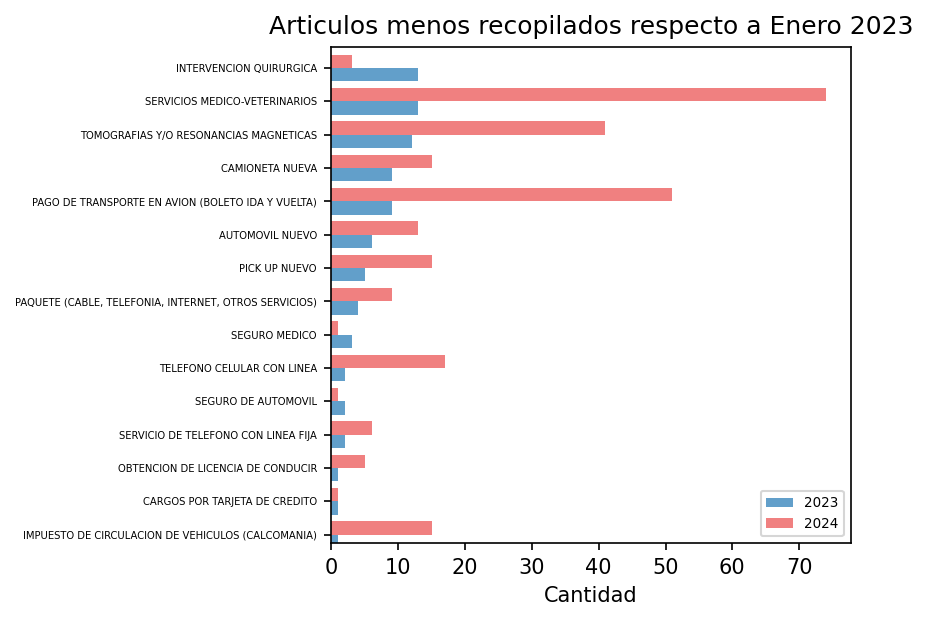 Articulos menos recopilados respecto a Enero 2023
INTERVENCION QUIRURGICA
SERVICIOS MEDICO-VETERINARIOS
TOMOGRAFIAS Y/O RESONANCIAS MAGNETICAS
CAMIONETA NUEVA
PAGO DE TRANSPORTE EN AVION (BOLETO IDA Y VUELTA)
AUTOMOVIL NUEVO
PICK UP NUEVO
PAQUETE (CABLE, TELEFONIA, INTERNET, OTROS SERVICIOS)
SEGURO MEDICO
TELEFONO CELULAR CON LINEA
SEGURO DE AUTOMOVIL
SERVICIO DE TELEFONO CON LINEA FIJA
OBTENCION DE LICENCIA DE CONDUCIR
CARGOS POR TARJETA DE CREDITO
IMPUESTO DE CIRCULACION DE VEHICULOS (CALCOMANIA)
2023
2024
0 10 20 30 40 50 60 70
Cantidad